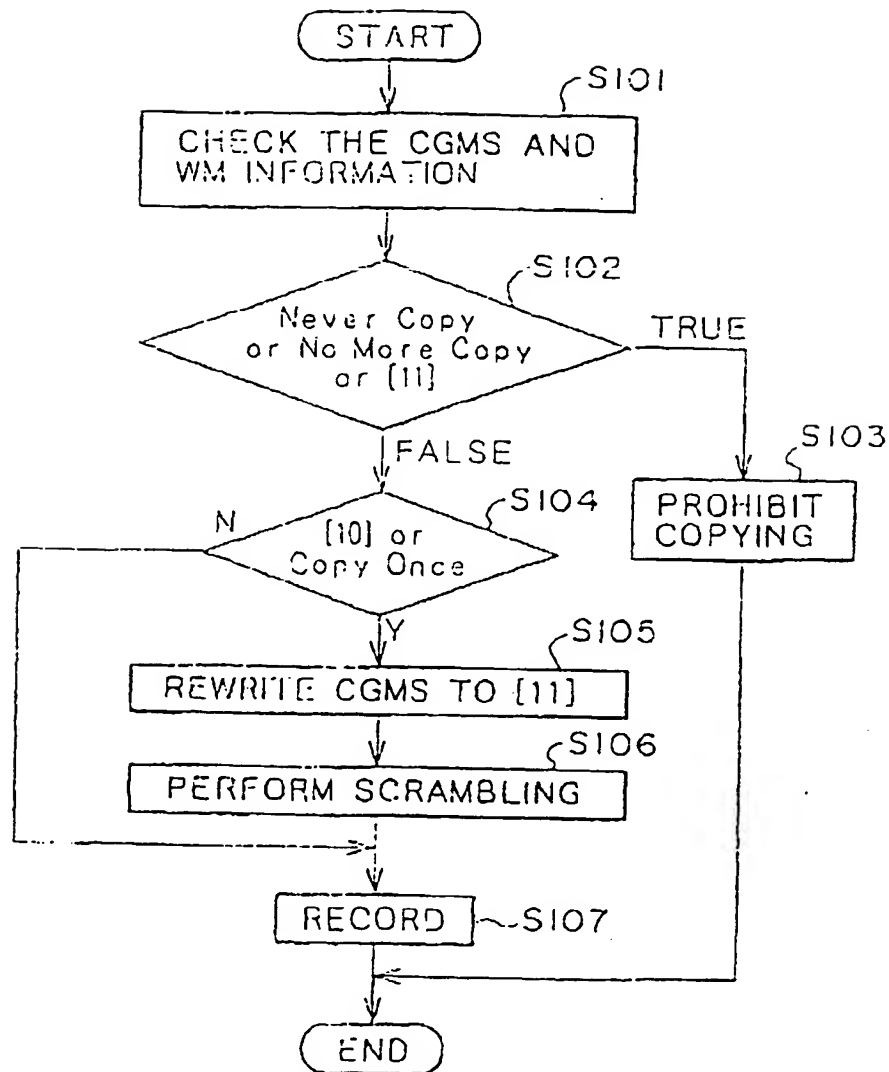 START
S101
CHECK THE CGMS AND
WM INFORMATION
S102
Never Copy
or No More Copy
or [11]
TRUE
FALSE
S103
PROHIBIT
COPYING
S104
N
[10] or
Copy Once
Y
S105
REWRITE CGMS TO [11]
S106
PERFORM SCRAMBLING
RECORD
S107
END